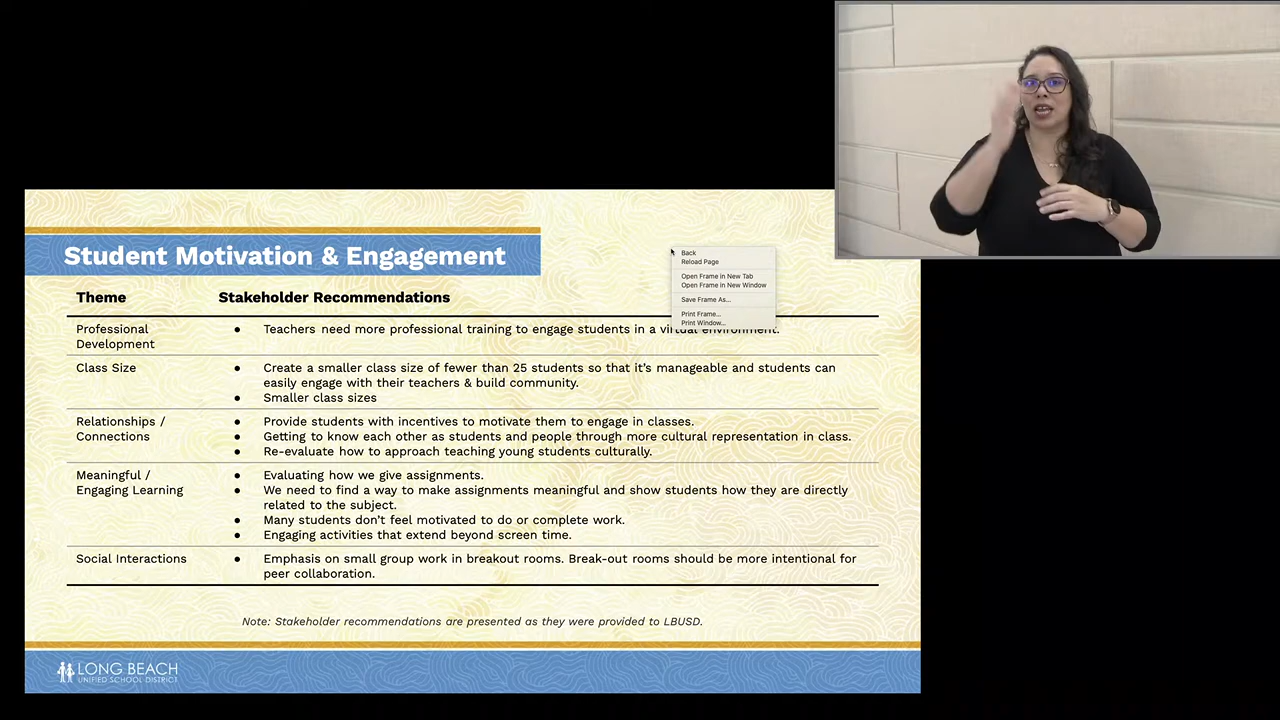 Student Motivation & Engagement
Back
Reload Page
Open Frame in New Tab
Open Frame in New Window
Save Frame As...
Print Frame...
Print Window...
Theme
Stakeholder Recommendations
Professional
Development
● Teachers need more professional training to engage students in a virtual environment.
Class Size
● Create a smaller class size of fewer than 25 students so that it's manageable and students can
easily engage with their teachers & build community.
● Smaller class sizes
Relationships /
Connections
● Provide students with incentives to motivate them to engage in classes.
● Getting to know each other as students and people through more cultural representation in class.
● Re-evaluate how to approach teaching young students culturally.
Meaningful /
Engaging Learning
● Evaluating how we give assignments.
● We need to find a way to make assignments meaningful and show students how they are directly
related to the subject.
● Many students don't feel motivated to do or complete work.
● Engaging activities that extend beyond screen time.
Social Interactions
● Emphasis on small group work in breakout rooms. Break-out rooms should be more intentional for
peer collaboration.
Note: Stakeholder recommendations are presented as they were provided to LBUSD.
LONG BEACH
UNIFIED SCHOOL DISTRICT